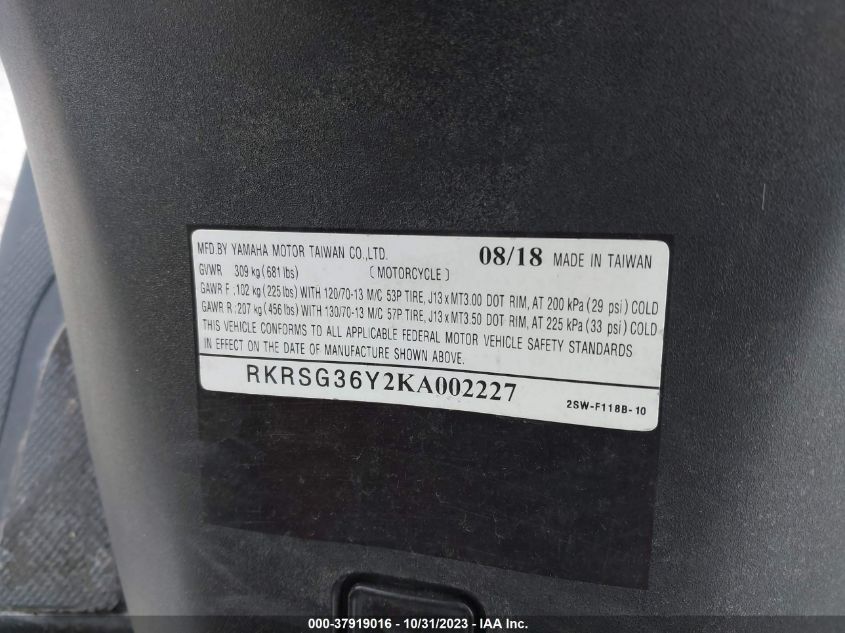 MFD.BY YAMAHA MOTOR TAIWAN CO.,LTD. 08/18 MADE IN TAIWAN
GVWR 309 kg (681 lbs) (MOTORCYCLE)
GAWR F :102 kg (225 lbs) WITH 120/70-13 M/C 53P TIRE, J13 x MT3.00 DOT RIM, AT 200 kPa (29 psi) COLD
GAWR R: 207 kg (456 lbs) WITH 130/70-13 M/C 57P TIRE, J13 x MT3.50 DOT RIM, AT 225 kPa (33 psi) COLD
THIS VEHICLE CONFORMS TO ALL APPLICABLE FEDERAL MOTOR VEHICLE SAFETY STANDARDS
IN EFFECT ON THE DATE OF MANUFACTURE SHOWN ABOVE.
RKRSG36Y2KA002227
2SW-F118B-10
000-37919016 - 10/31/2023 - IAA Inc.